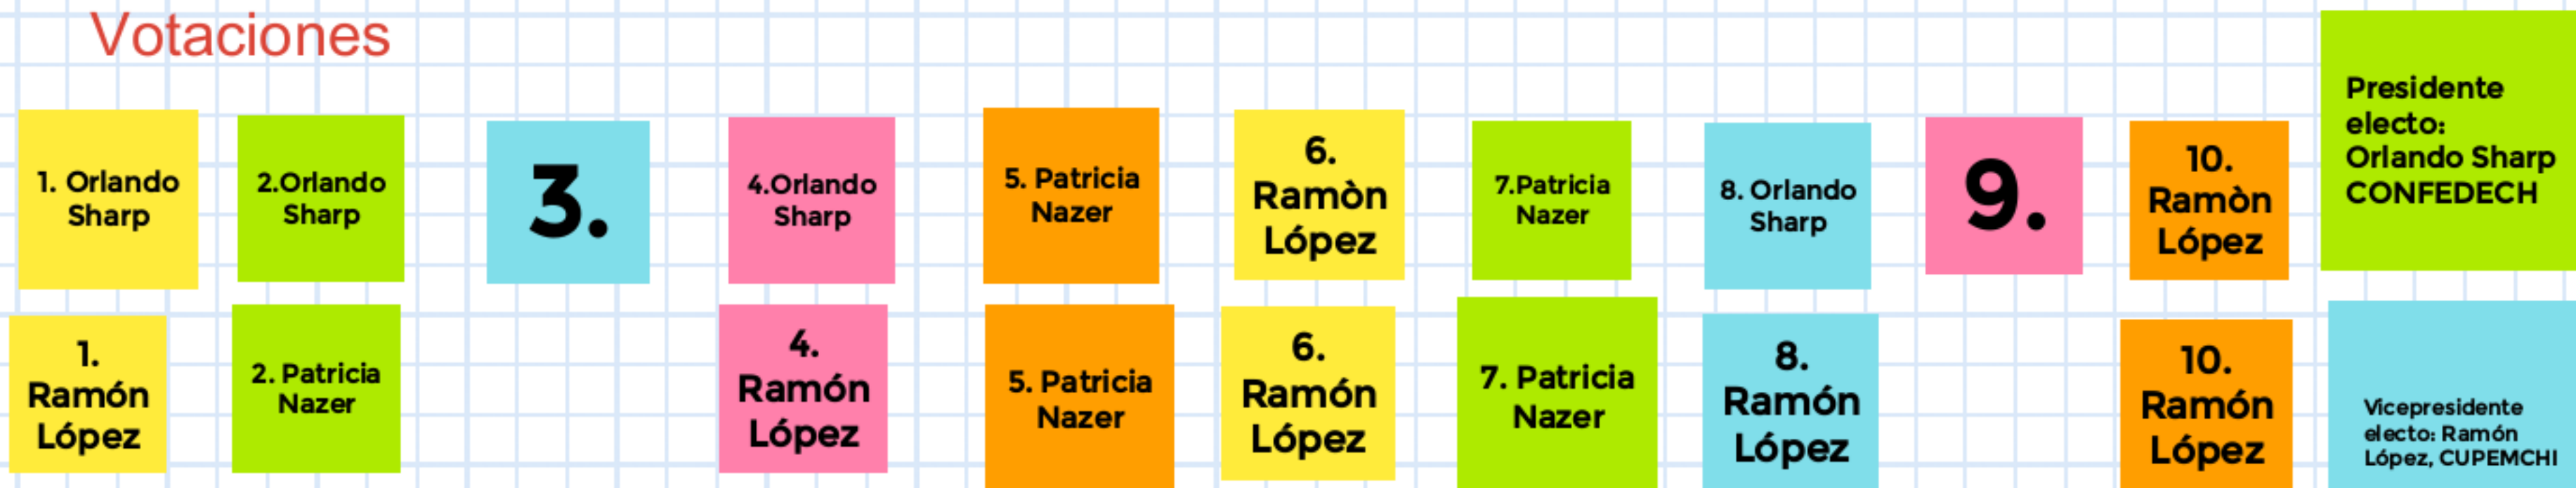 Votaciones
1. Orlando
Sharp
2.Orlando
Sharp
3.
4.Orlando
Sharp
5. Patricia
Nazer
6.
Ramòn
López
7.Patricia
Nazer
8. Orlando
Sharp
9.
10.
Ramòn
López
Presidente
electo:
Orlando Sharp
CONFEDECH
1.
Ramón
López
2. Patricia
Nazer
4.
Ramón
López
5. Patricia
Nazer
6.
Ramón
López
7. Patricia
Nazer
8.
Ramón
López
10.
Ramón
López
Vicepresidente
electo: Ramón
López, CUPEMCHI